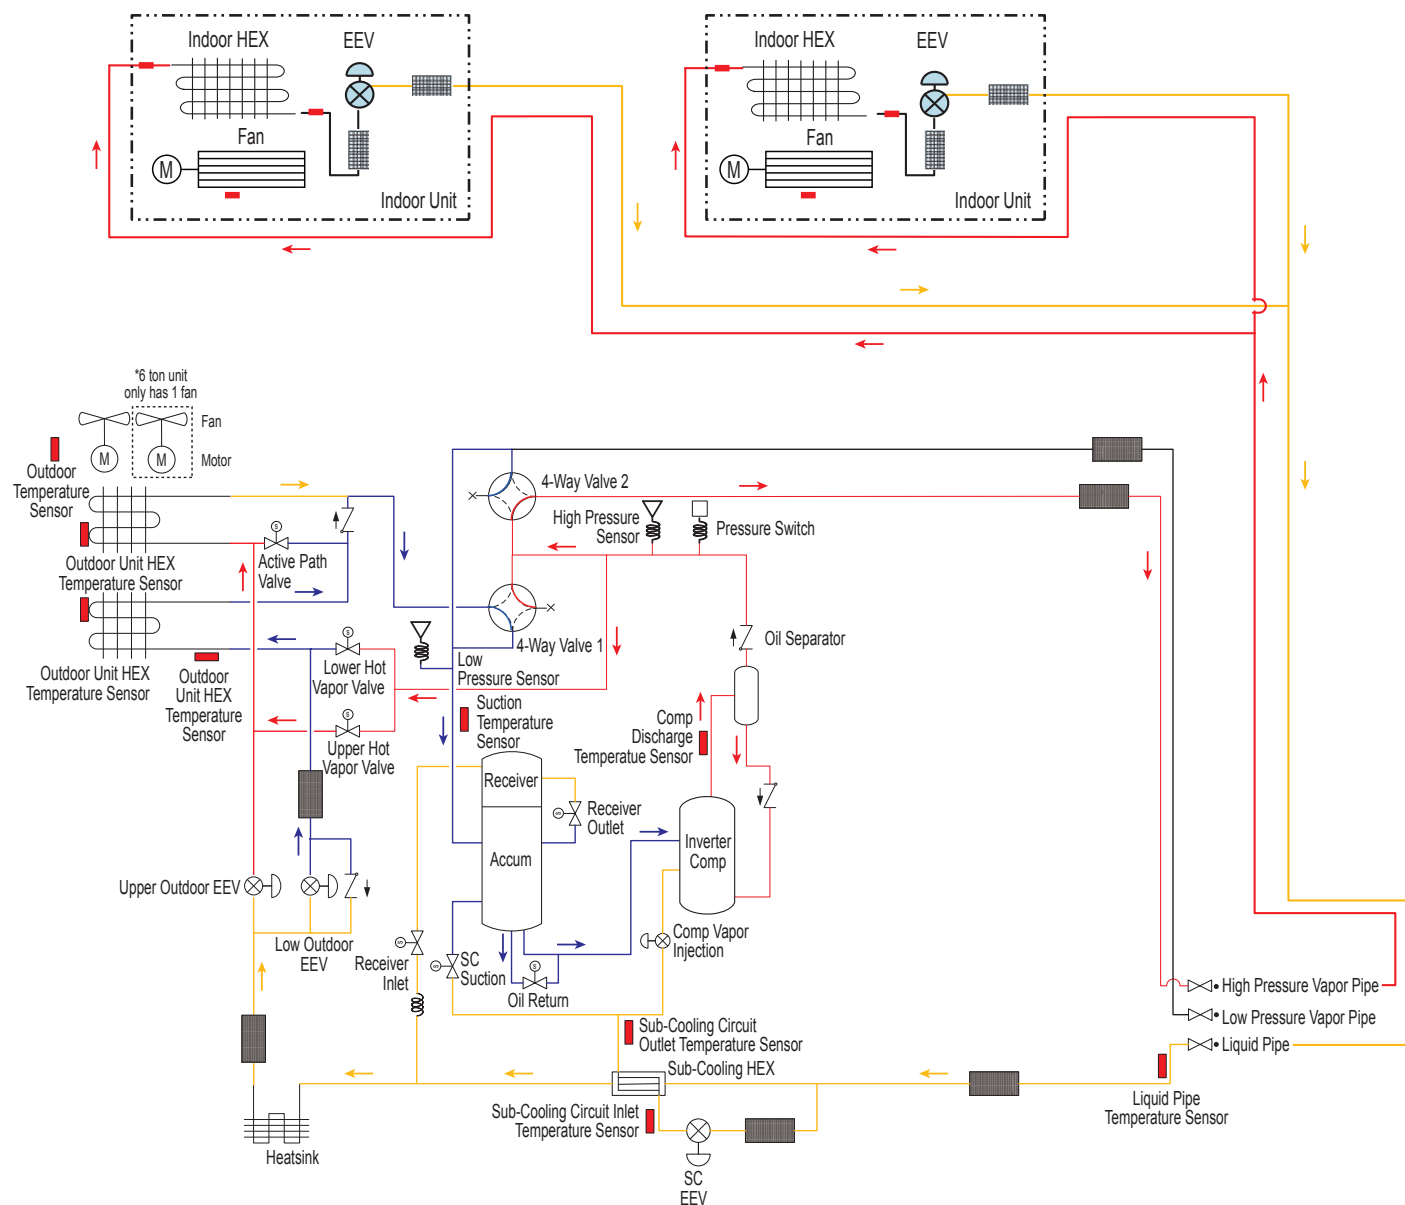 Indoor HEX
EEV
Fan
M
Indoor Unit
Indoor HEX
EEV
Fan
M
Indoor Unit
*6 ton unit
only has 1 fan
Fan
M
M
Motor
Outdoor
Temperature
Sensor
4-Way Valve 2
High Pressure
Sensor
Pressure Switch
S
Active Path
Valve
Outdoor Unit HEX
Temperature Sensor
4-Way Valve 1
Oil Separator
Low
Pressure Sensor
S
Lower Hot
Vapor Valve
Outdoor Unit HEX
Temperature Sensor
Outdoor
Unit HEX
Temperature
Sensor
Suction
Temperature
Sensor
Comp
Discharge
Temperatue Sensor
S
Upper Hot
Vapor Valve
Receiver
S
Receiver
Outlet
Accum
Inverter
Comp
Upper Outdoor EEV
Low Outdoor
EEV
S
Receiver
Inlet
S
SC
Suction
S
Oil Return
Comp Vapor
Injection
High Pressure Vapor Pipe
Low Pressure Vapor Pipe
Liquid Pipe
Sub-Cooling Circuit
Outlet Temperature Sensor
Sub-Cooling HEX
Liquid Pipe
Temperature Sensor
Sub-Cooling Circuit Inlet
Temperature Sensor
Heatsink
SC
EEV